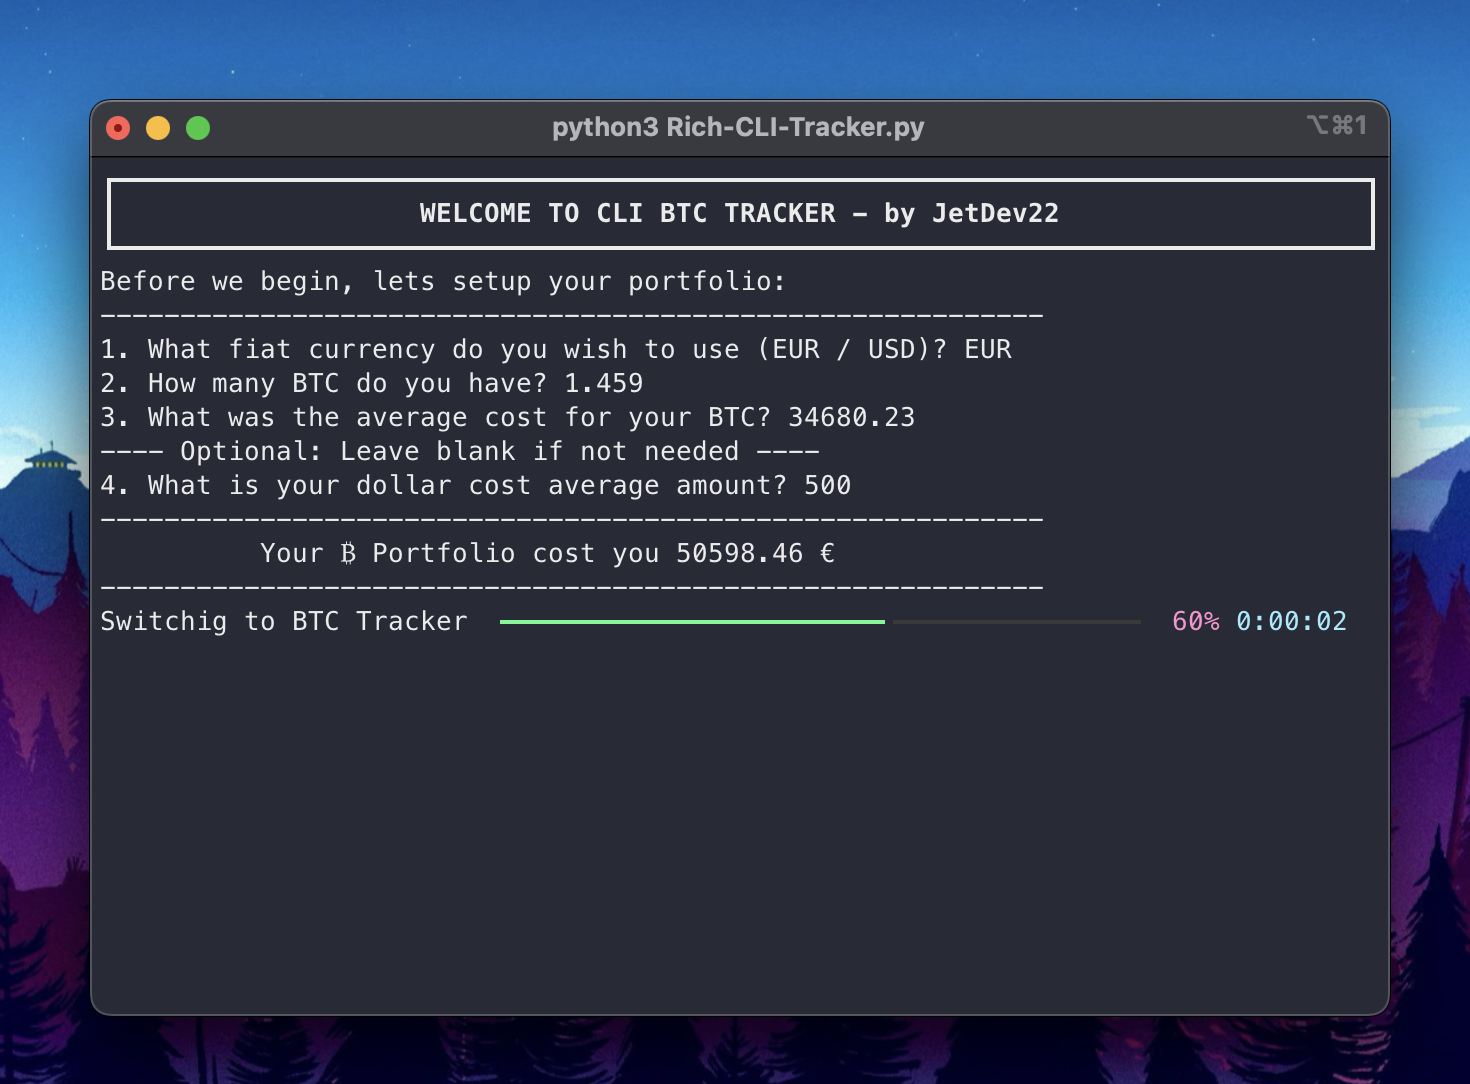 python3 Rich-CLI-Tracker.py
⌥⌘1
WELCOME TO CLI BTC TRACKER – by JetDev22
Before we begin, lets setup your portfolio:
-----------------------------------------------------------
1. What fiat currency do you wish to use (EUR / USD)? EUR
2. How many BTC do you have? 1.459
3. What was the average cost for your BTC? 34680.23
---- Optional: Leave blank if not needed ----
4. What is your dollar cost average amount? 500
-----------------------------------------------------------
Your ₿ Portfolio cost you 50598.46 €
-----------------------------------------------------------
Switchig to BTC Tracker 60% 0:00:02